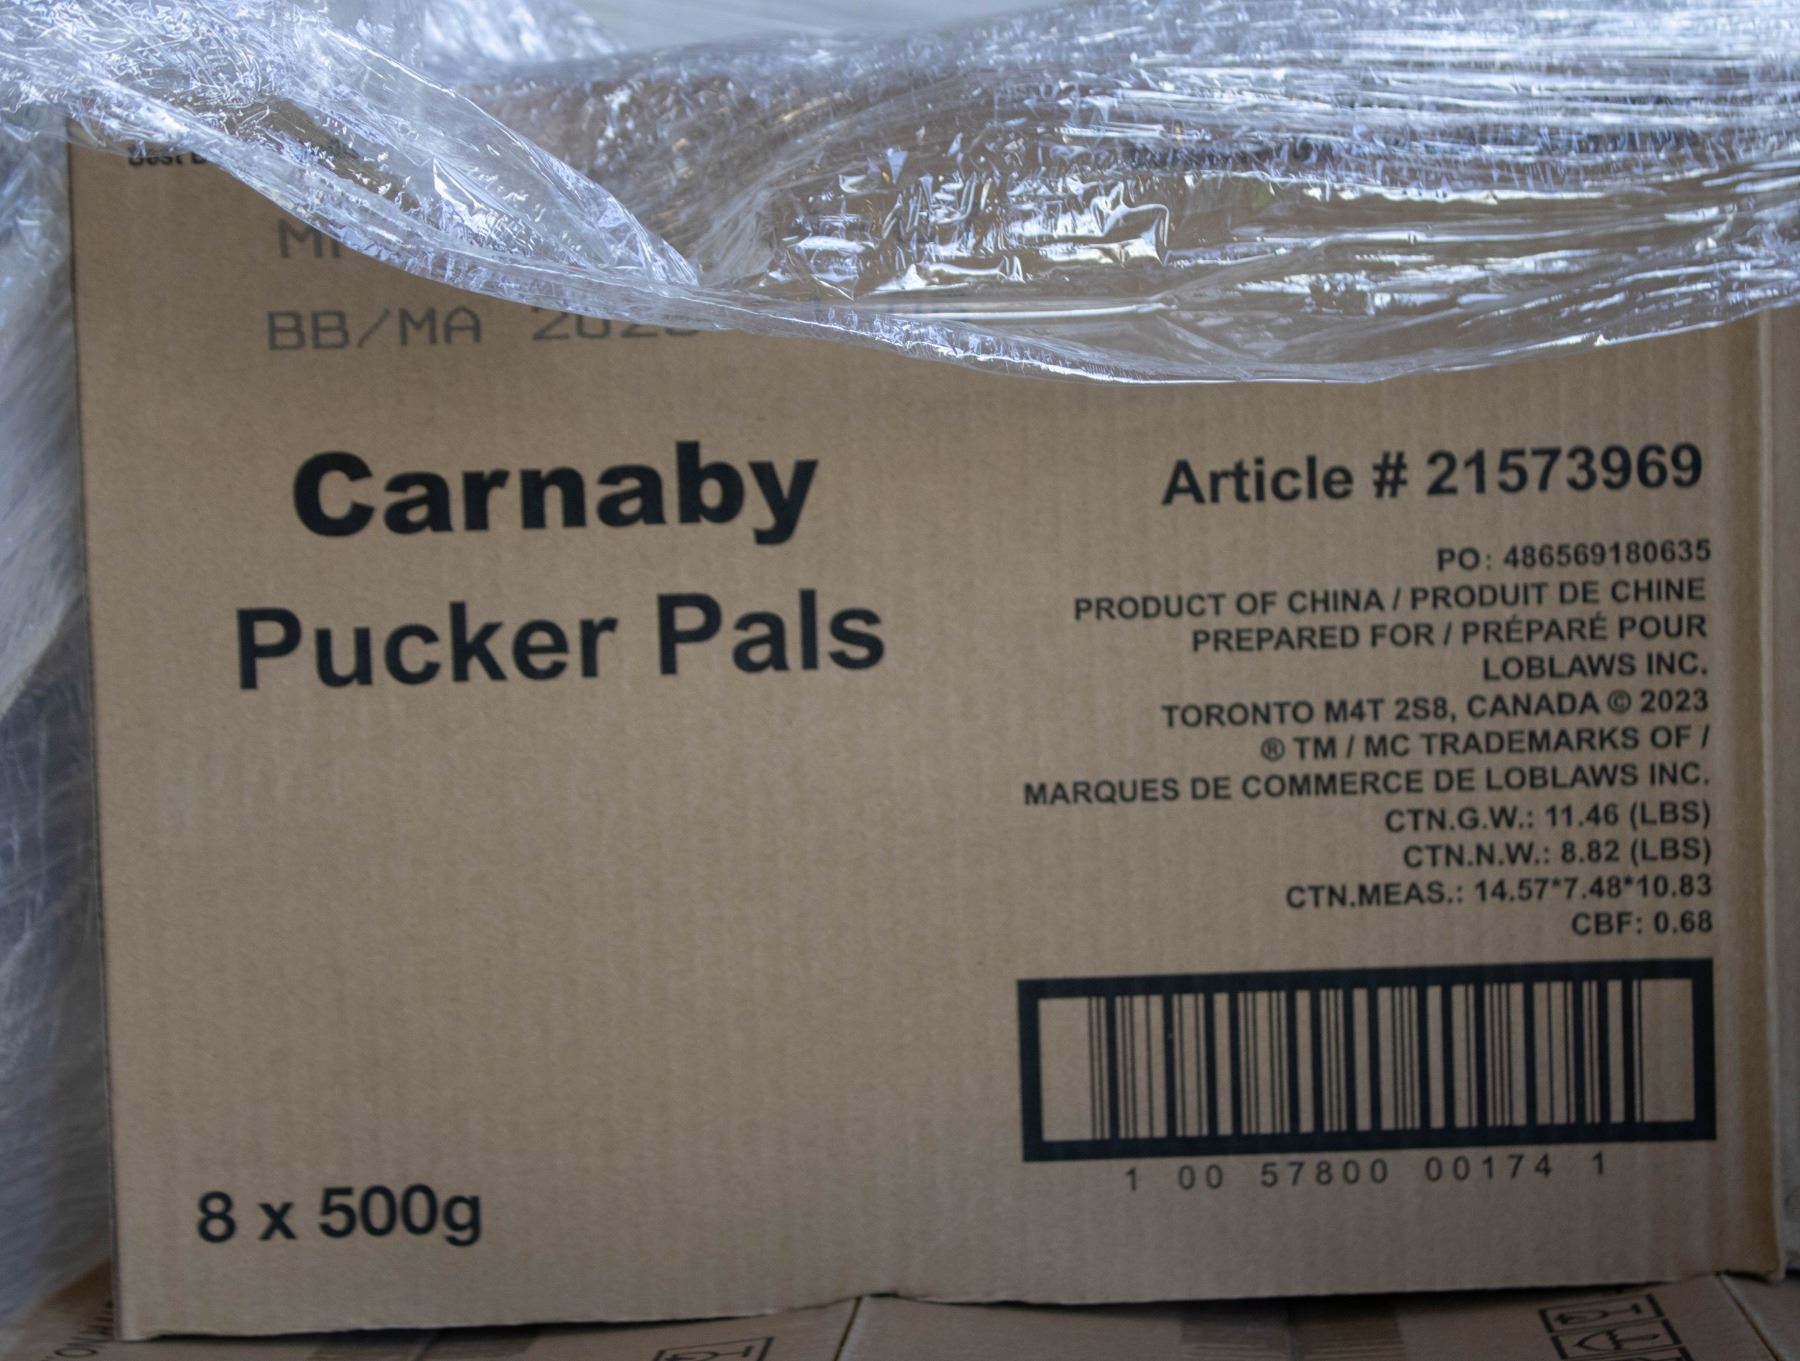 BB/MA
Carnaby
Pucker Pals
8 x 500g
Article # 21573969
PO: 486569180635
PRODUCT OF CHINA / PRODUIT DE CHINE
PREPARED FOR / PRÉPARÉ POUR
LOBLAWS INC.
TORONTO M4T 2S8, CANADA © 2023
® TM / MC TRADEMARKS OF /
MARQUES DE COMMERCE DE LOBLAWS INC.
CTN.G.W.: 11.46 (LBS)
CTN.N.W.: 8.82 (LBS)
CTN.MEAS.: 14.57*7.48*10.83
CBF: 0.68
1 00 57800 00174 1